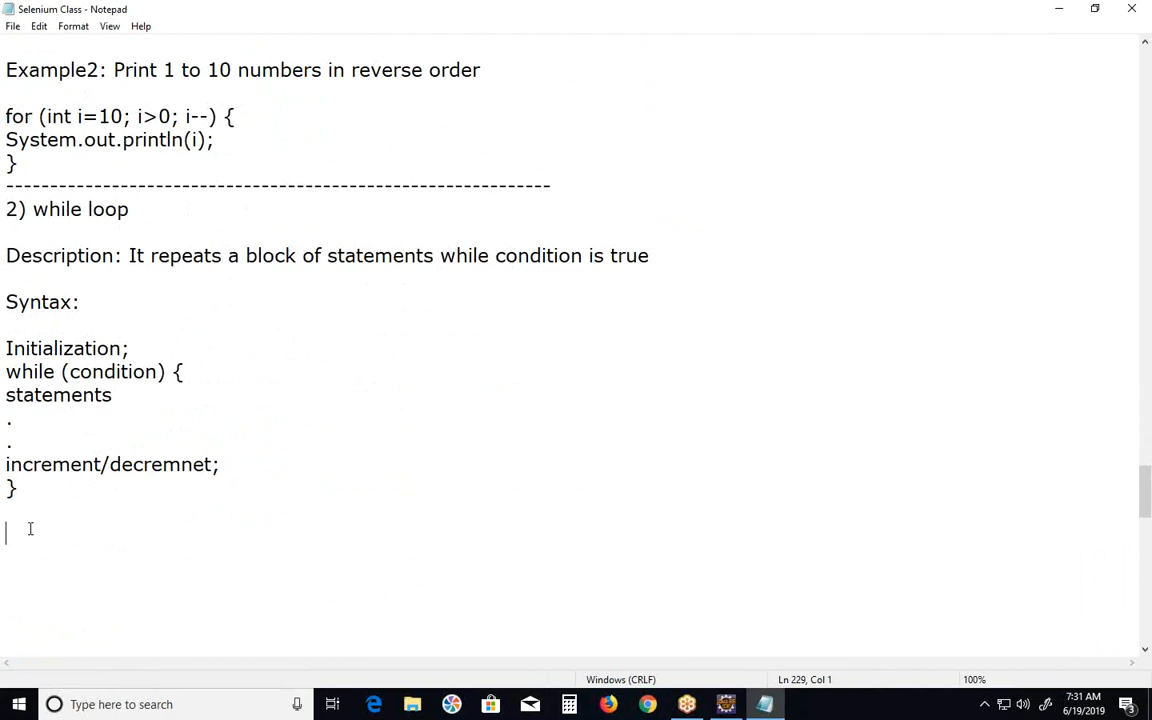 Selenium Class - Notepad
File Edit Format View Help
Example2: Print 1 to 10 numbers in reverse order
for (int i=10; i>0; i--) {
System.out.println(i);
}
-------------------------------------------------------------
2) while loop
Description: It repeats a block of statements while condition is true
Syntax:
Initialization;
while (condition) {
statements
.
.
increment/decremnet;
}
Windows (CRLF) Ln 229, Col 1 100%
Type here to search
7:31 AM
6/19/2019
3